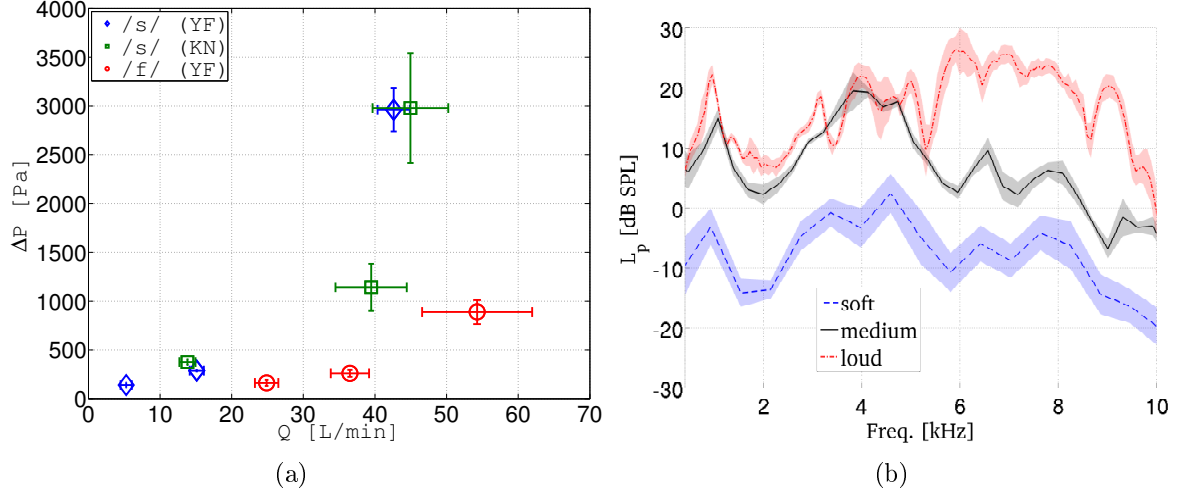 4000
3500
3000
2500
2000
1500
1000
500
0
ΔP [Pa]
/s/ (YF)
/s/ (KN)
/f/ (YF)
0 10 20 30 40 50 60 70
Q [L/min]
(a)
30
20
10
0
-10
-20
-30
L_p [dB SPL]
soft
medium
loud
2 4 6 8 10
Freq. [kHz]
(b)